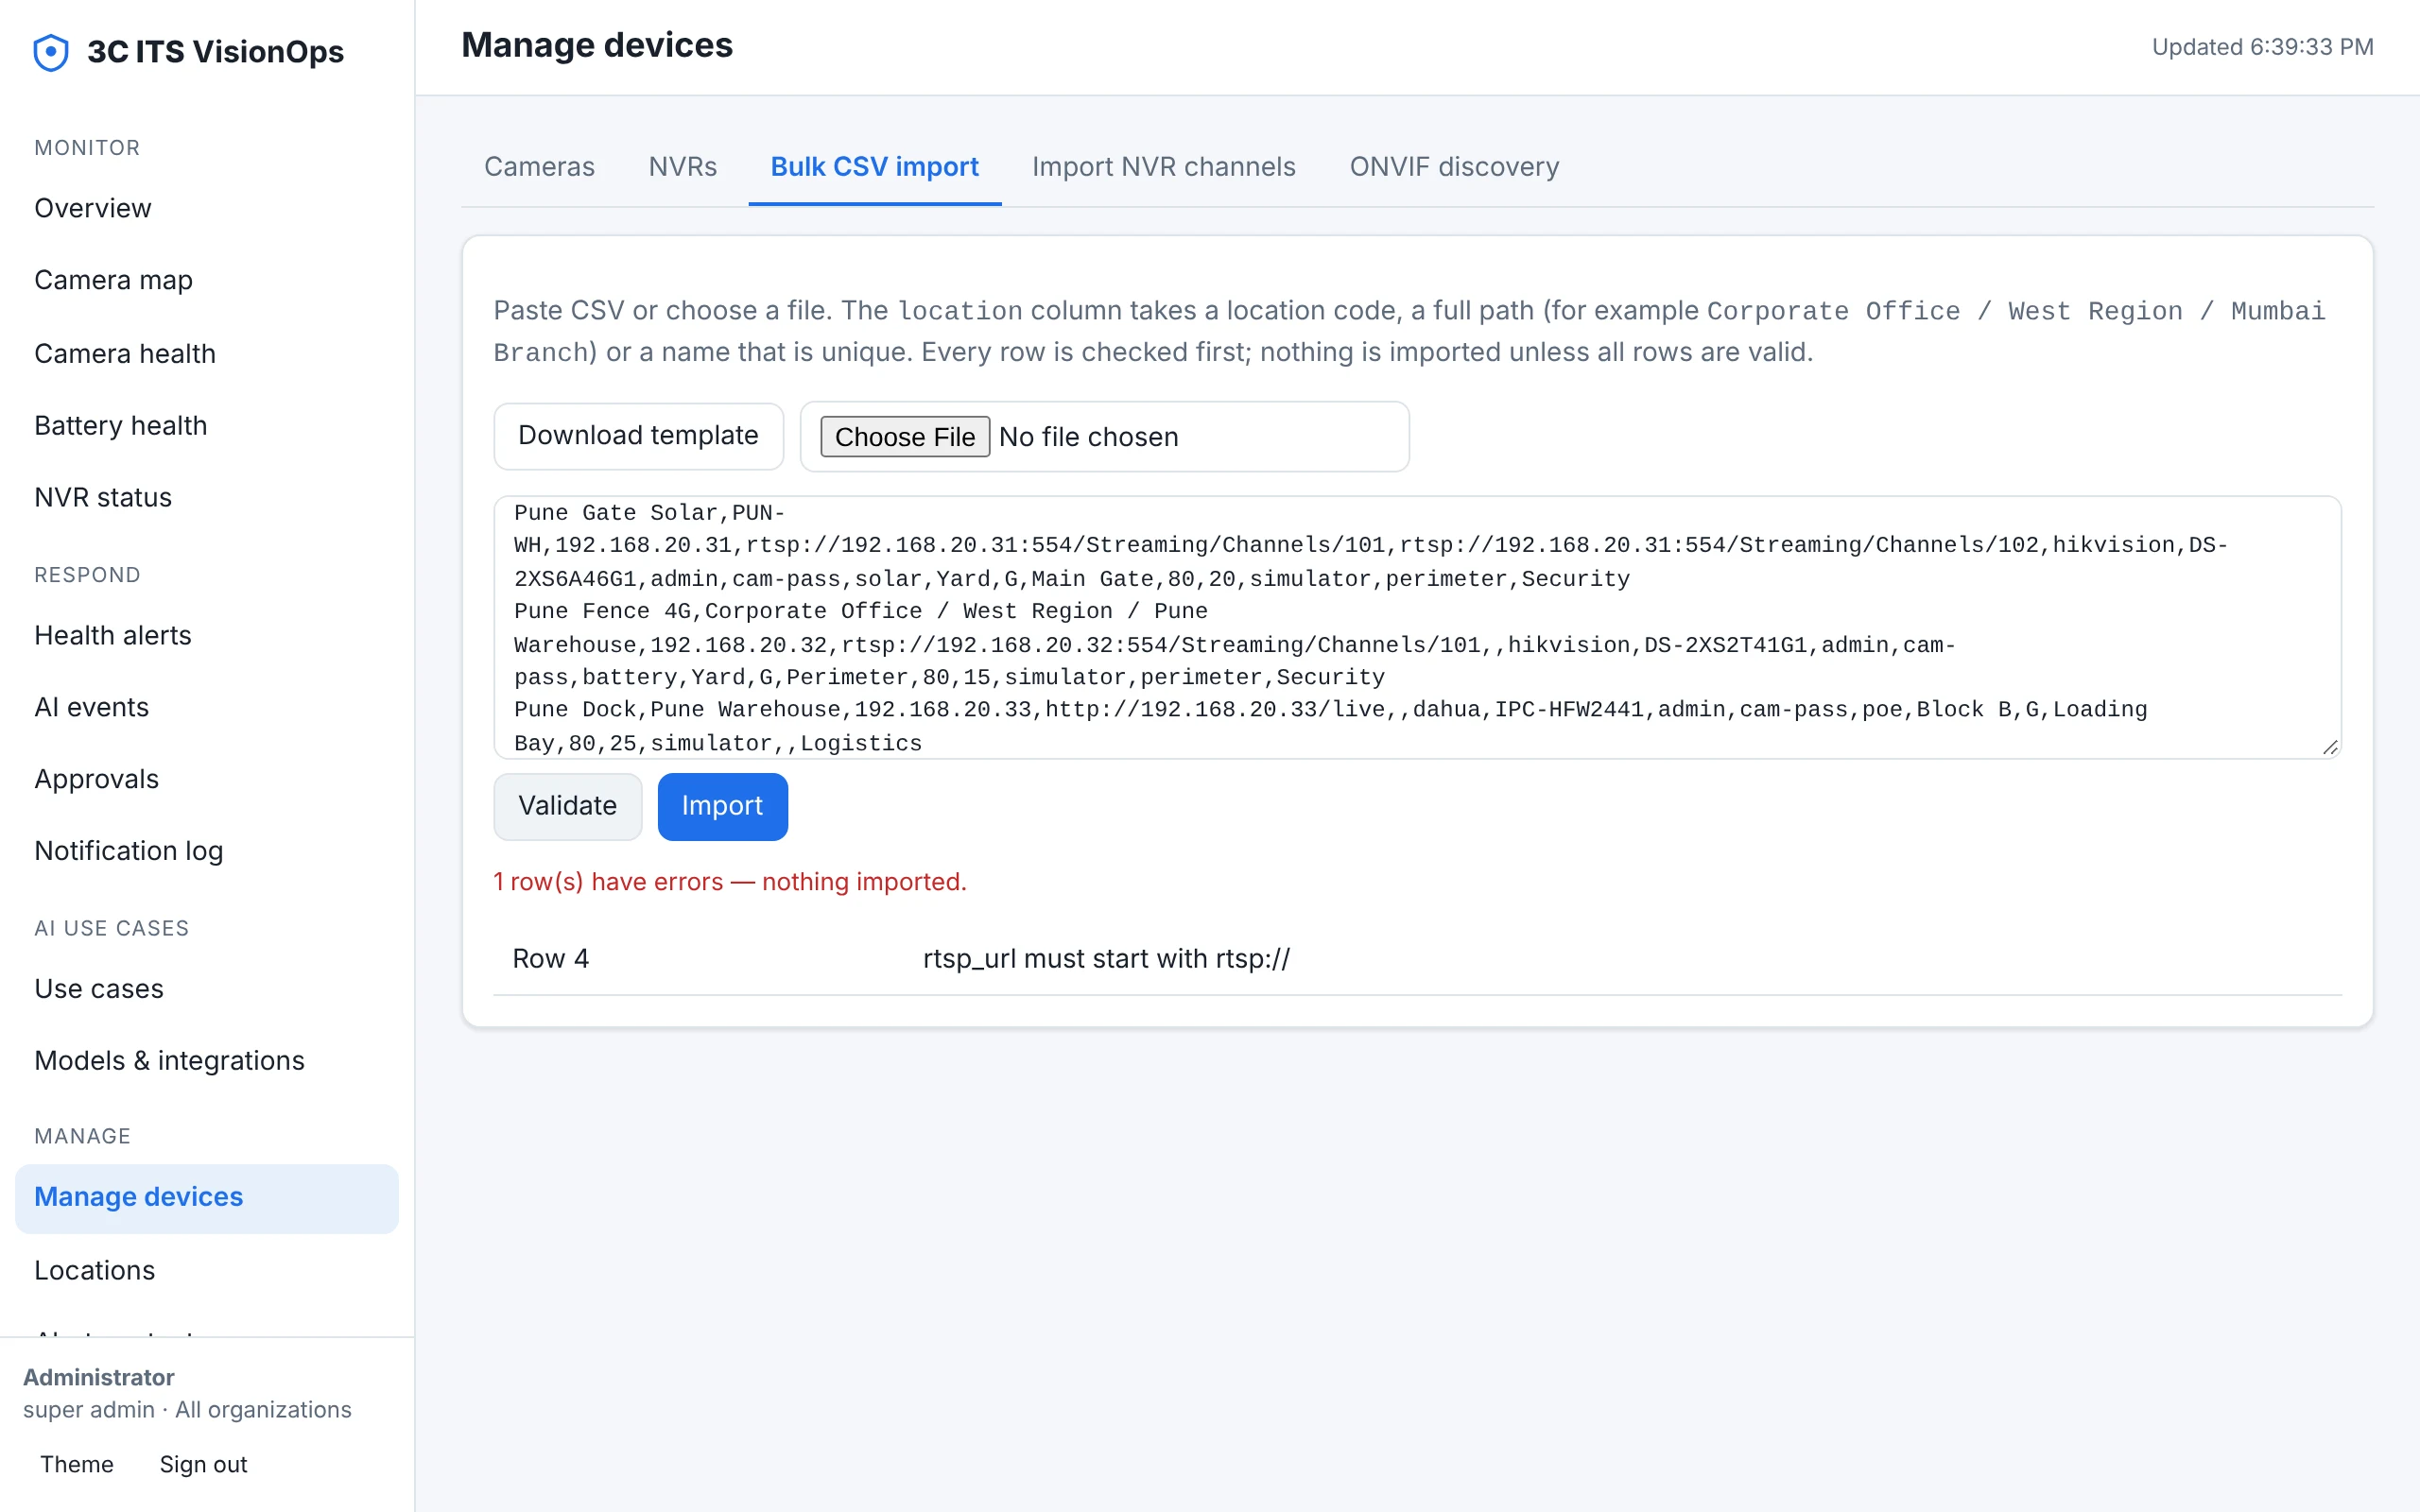 3C ITS VisionOps
MONITOR
Overview
Camera map
Camera health
Battery health
NVR status
RESPOND
Health alerts
AI events
Approvals
Notification log
AI USE CASES
Use cases
Models & integrations
MANAGE
Manage devices
Locations
Administrator
super admin · All organizations
Theme Sign out
Manage devices
Updated 6:39:33 PM
Cameras NVRs Bulk CSV import Import NVR channels ONVIF discovery
Paste CSV or choose a file. The location column takes a location code, a full path (for example Corporate Office / West Region / Mumbai
Branch) or a name that is unique. Every row is checked first; nothing is imported unless all rows are valid.
Download template Choose File No file chosen
Pune Gate Solar,PUN-
WH,192.168.20.31,rtsp://192.168.20.31:554/Streaming/Channels/101,rtsp://192.168.20.31:554/Streaming/Channels/102,hikvision,DS-
2XS6A46G1,admin,cam-pass,solar,Yard,G,Main Gate,80,20,simulator,perimeter,Security
Pune Fence 4G,Corporate Office / West Region / Pune
Warehouse,192.168.20.32,rtsp://192.168.20.32:554/Streaming/Channels/101,,hikvision,DS-2XS2T41G1,admin,cam-
pass,battery,Yard,G,Perimeter,80,15,simulator,perimeter,Security
Pune Dock,Pune Warehouse,192.168.20.33,http://192.168.20.33/live,,dahua,IPC-HFW2441,admin,cam-pass,poe,Block B,G,Loading
Bay,80,25,simulator,,Logistics
Validate Import
1 row(s) have errors — nothing imported.
Row 4 rtsp_url must start with rtsp://